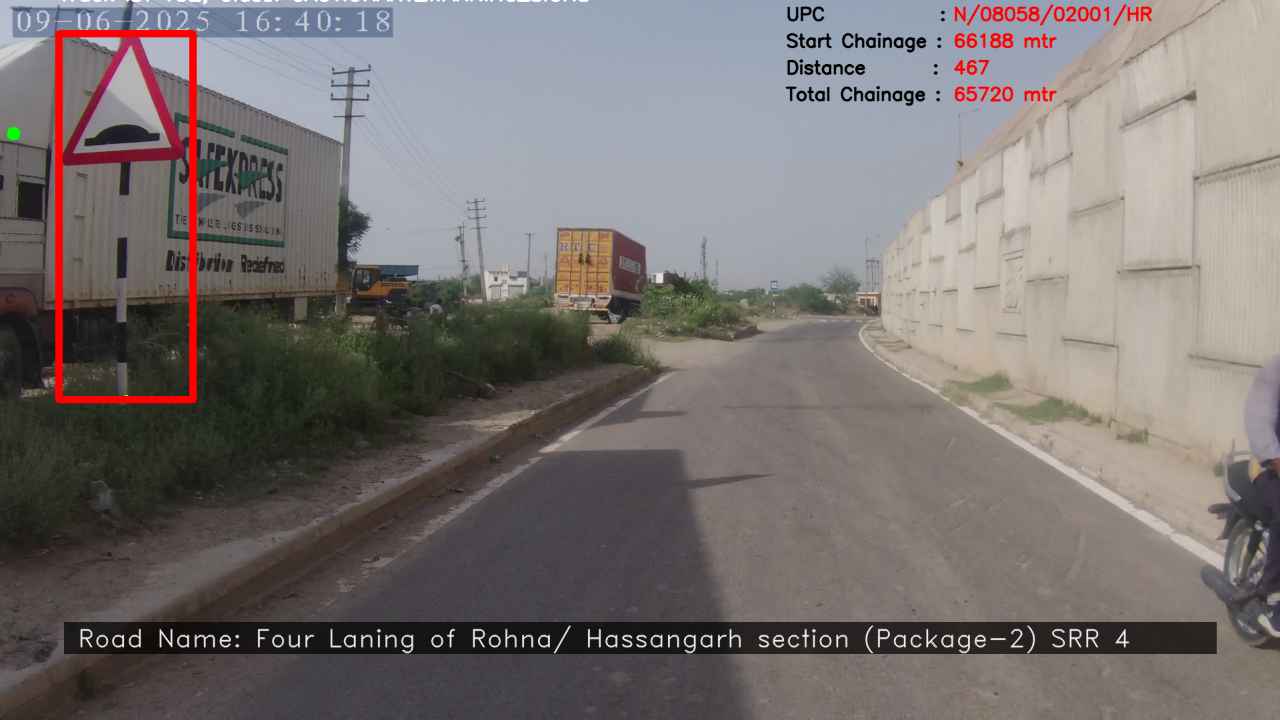 09-06-2025 16:40:18
UPC : N/08058/02001/HR
Start Chainage : 66188 mtr
Distance : 467
Total Chainage : 65720 mtr
SAFEXPRESS
Distribution Redefined
Road Name: Four Laning of Rohna/ Hassangarh section (Package-2) SRR 4